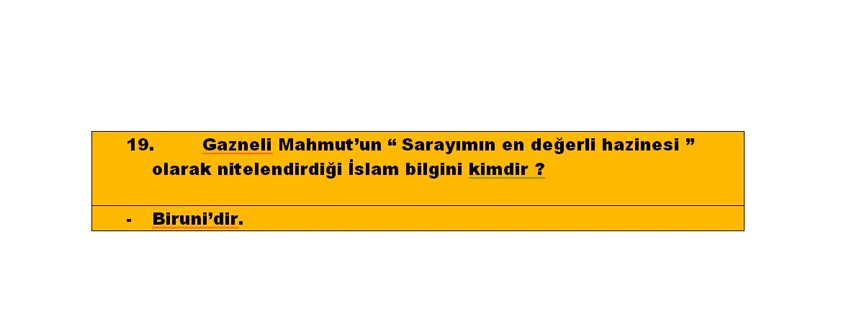 19. Gazneli Mahmut’un “ Sarayımın en değerli hazinesi ”
olarak nitelendirdiği İslam bilgini kimdir ?
- Biruni’dir.